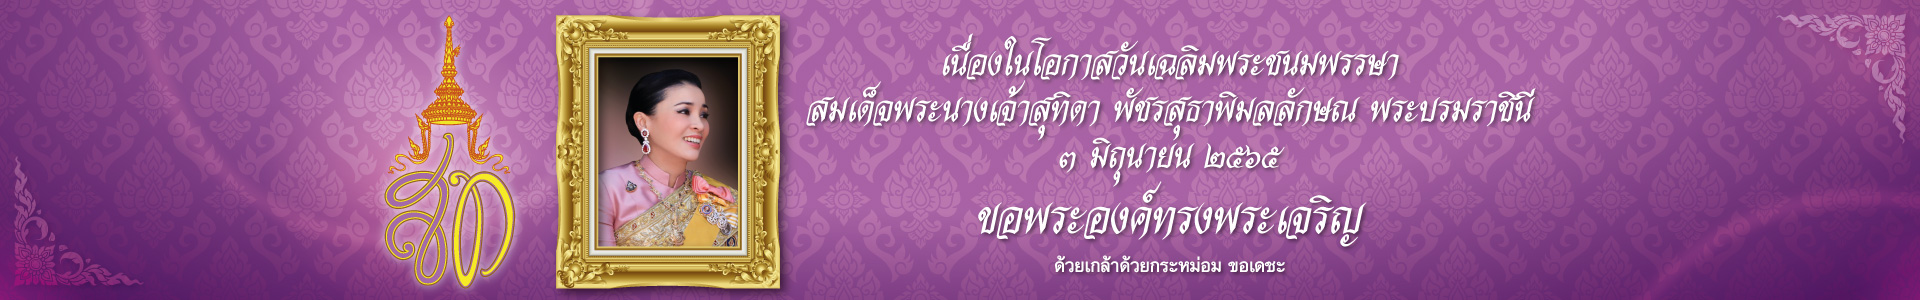 สท
เนื่องในโอกาสวันเฉลิมพระชนมพรรษา
สมเด็จพระนางเจ้าสุทิดา พัชรสุธาพิมลลักษณ พระบรมราชินี
๓ มิถุนายน ๒๕๖๕
ขอพระองค์ทรงพระเจริญ
ด้วยเกล้าด้วยกระหม่อม ขอเดชะ